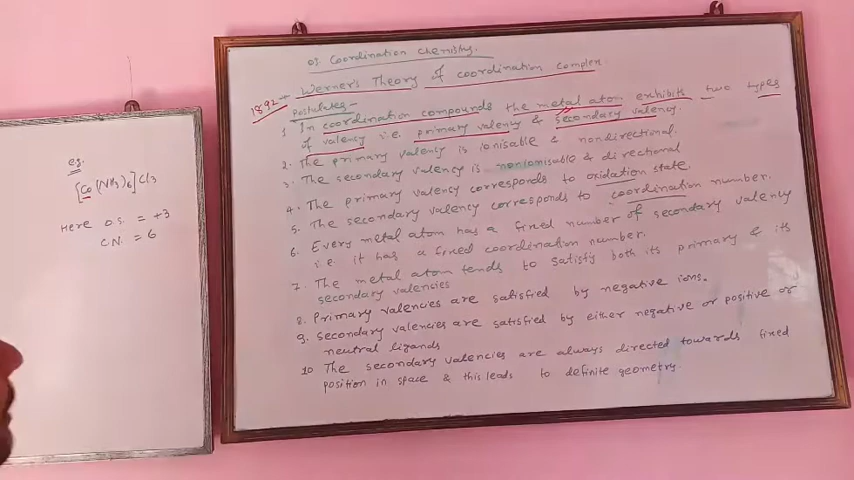 eg.
[Co(NH3)6]Cl3
Here O.S. = +3
C.N. = 6
03 Coordination Chemistry.
1892 → Werner's Theory of coordination complex
Postulates -
1 In coordination compounds the metal atom exhibits two types
of valency i.e. primary valency & secondary valency.
2. The primary valency is ionisable & nondirectional.
3. The secondary valency is nonionisable & directional
4. The primary valency corresponds to oxidation state
5. The secondary valency corresponds to coordination number.
6. Every metal atom has a fixed number of secondary valency
i.e. it has a fixed coordination number.
7. The metal atom tends to satisfy both its primary & its
secondary valencies
8. Primary valencies are satisfied by negative ions.
9. Secondary valencies are satisfied by either negative or positive or
neutral ligands
10 The secondary valencies are always directed towards fixed
position in space & this leads to definite geometry.